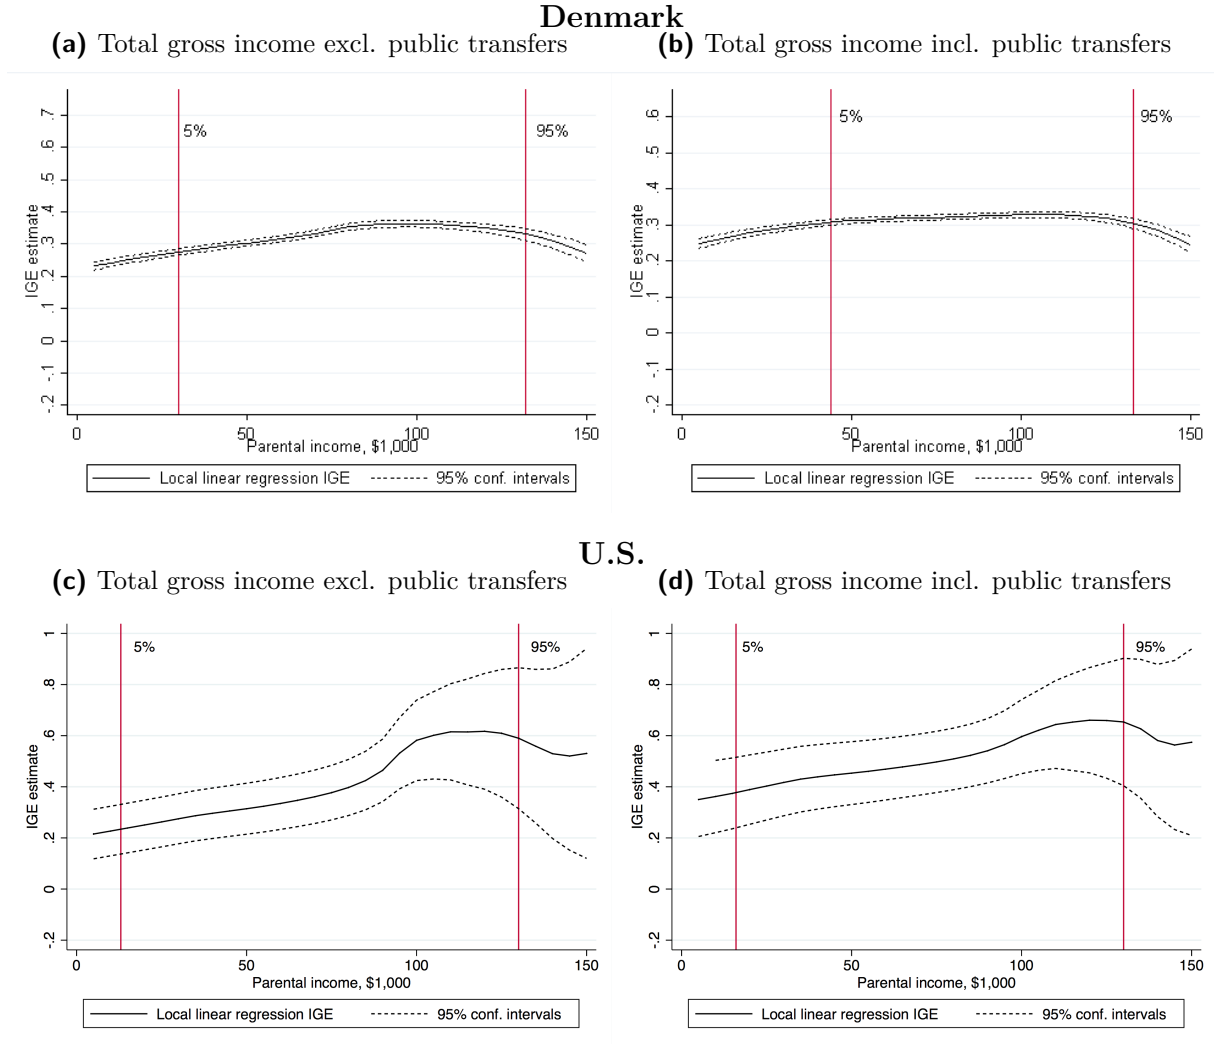 Denmark
(a) Total gross income excl. public transfers
(b) Total gross income incl. public transfers
IGE estimate
-.2 -.1 0 .1 .2 .3 .4 .5 .6 .7
5%
95%
0 50 100 150
Parental income, $1,000
Local linear regression IGE 95% conf. intervals
IGE estimate
-.2 -.1 0 .1 .2 .3 .4 .5 .6
5%
95%
0 50 100 150
Parental income, $1,000
Local linear regression IGE 95% conf. intervals
U.S.
(c) Total gross income excl. public transfers
(d) Total gross income incl. public transfers
IGE estimate
-.2 0 .2 .4 .6 .8 1
5%
95%
0 50 100 150
Parental income, $1,000
Local linear regression IGE 95% conf. intervals
IGE estimate
-.2 0 .2 .4 .6 .8 1
5%
95%
0 50 100 150
Parental income, $1,000
Local linear regression IGE 95% conf. intervals